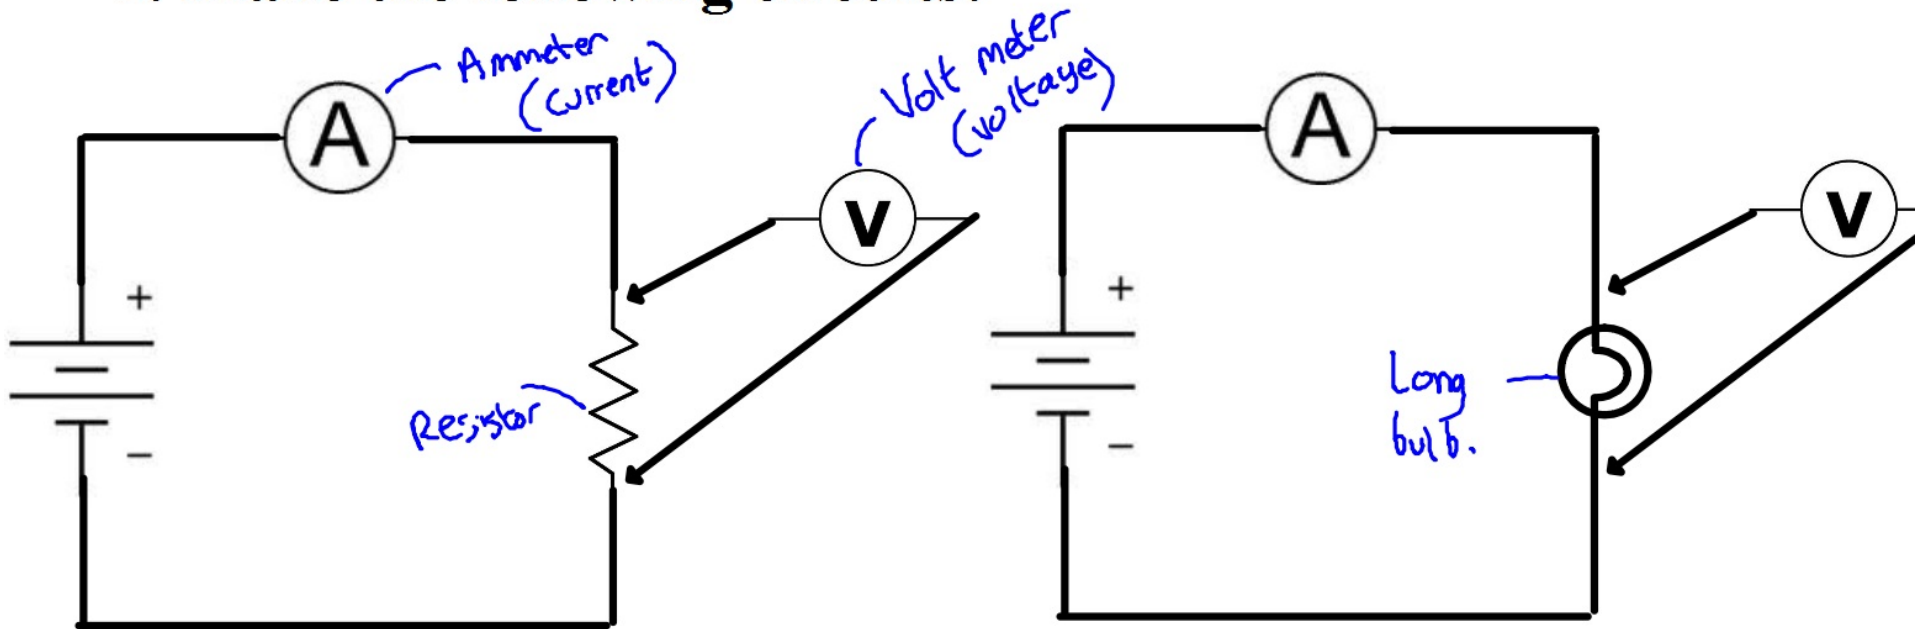 Ammeter
(current)
Volt meter
(voltage)
A
A
V
V
+
+
Resistor
Long
bulb.
−
−